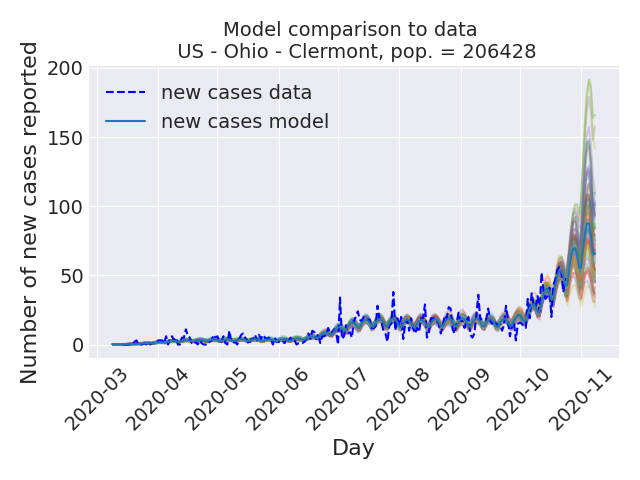 Model comparison to data
US - Ohio - Clermont, pop. = 206428
Number of new cases reported
200
150
100
50
0
new cases data
new cases model
2020-03
2020-04
2020-05
2020-06
2020-07
2020-08
2020-09
2020-10
2020-11
Day